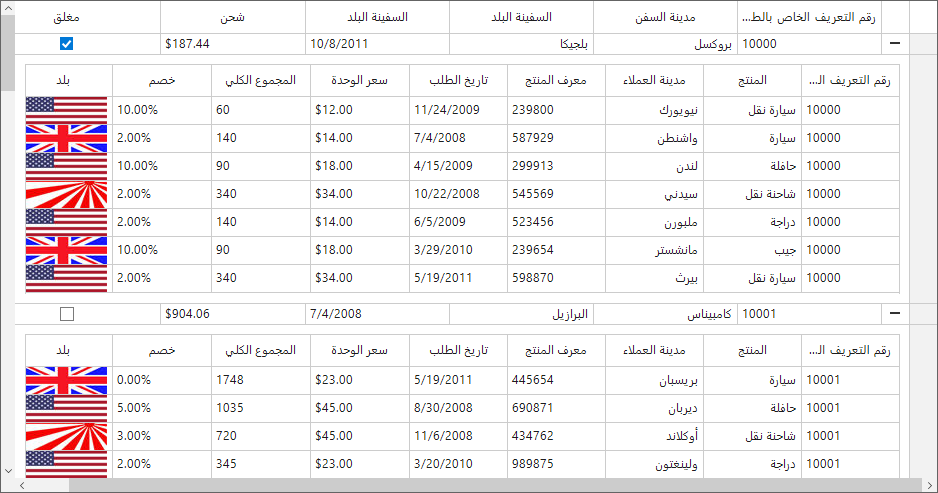 رقم التعريف الخاص بالط... مدينة السفن السفينة البلد السفينة البلد شحن مغلق
10000 بروكسل بلجيكا 10/8/2011 $187.44
رقم التعريف الـ... المنتج مدينة العملاء معرف المنتج تاريخ الطلب سعر الوحدة المجموع الكلي خصم بلد
10000 سيارة نقل نيويورك 239800 11/24/2009 $12.00 60 10.00%
10000 سيارة واشنطن 587929 7/4/2008 $14.00 140 2.00%
10000 حافلة لندن 299913 4/15/2009 $18.00 90 10.00%
10000 شاحنة نقل سيدني 545569 10/22/2008 $34.00 340 2.00%
10000 دراجة ملبورن 523456 6/5/2009 $14.00 140 2.00%
10000 جيب مانشستر 239654 3/29/2010 $18.00 90 10.00%
10000 سيارة نقل بيرث 598870 5/19/2011 $34.00 340 2.00%
10001 كامبيناس البرازيل 7/4/2008 $904.06
رقم التعريف الـ... المنتج مدينة العملاء معرف المنتج تاريخ الطلب سعر الوحدة المجموع الكلي خصم بلد
10001 سيارة بريسبان 445654 5/19/2011 $23.00 1748 0.00%
10001 حافلة ديربان 690871 8/30/2008 $45.00 1035 5.00%
10001 شاحنة نقل أوكلاند 434762 11/6/2008 $45.00 720 3.00%
10001 دراجة ولينغتون 989875 3/20/2010 $23.00 345 2.00%